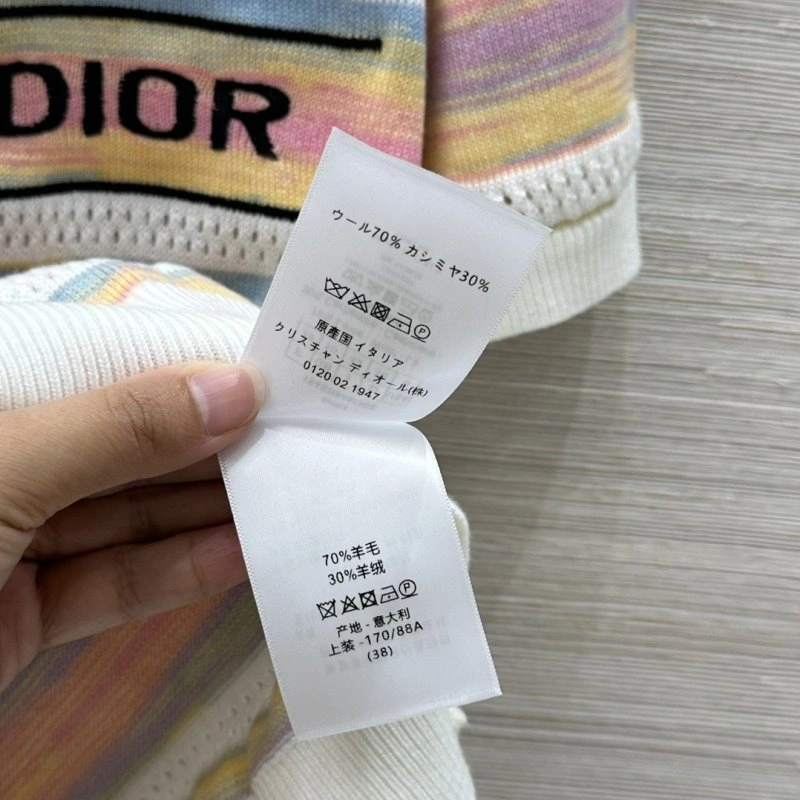 DIOR
ウール70% カシミヤ30%
原産国 イタリア
クリスチャン ディオール(株)
0120 02 1947
70%羊毛
30%羊绒
产地 - 意大利
上装 -170/88A
(38)